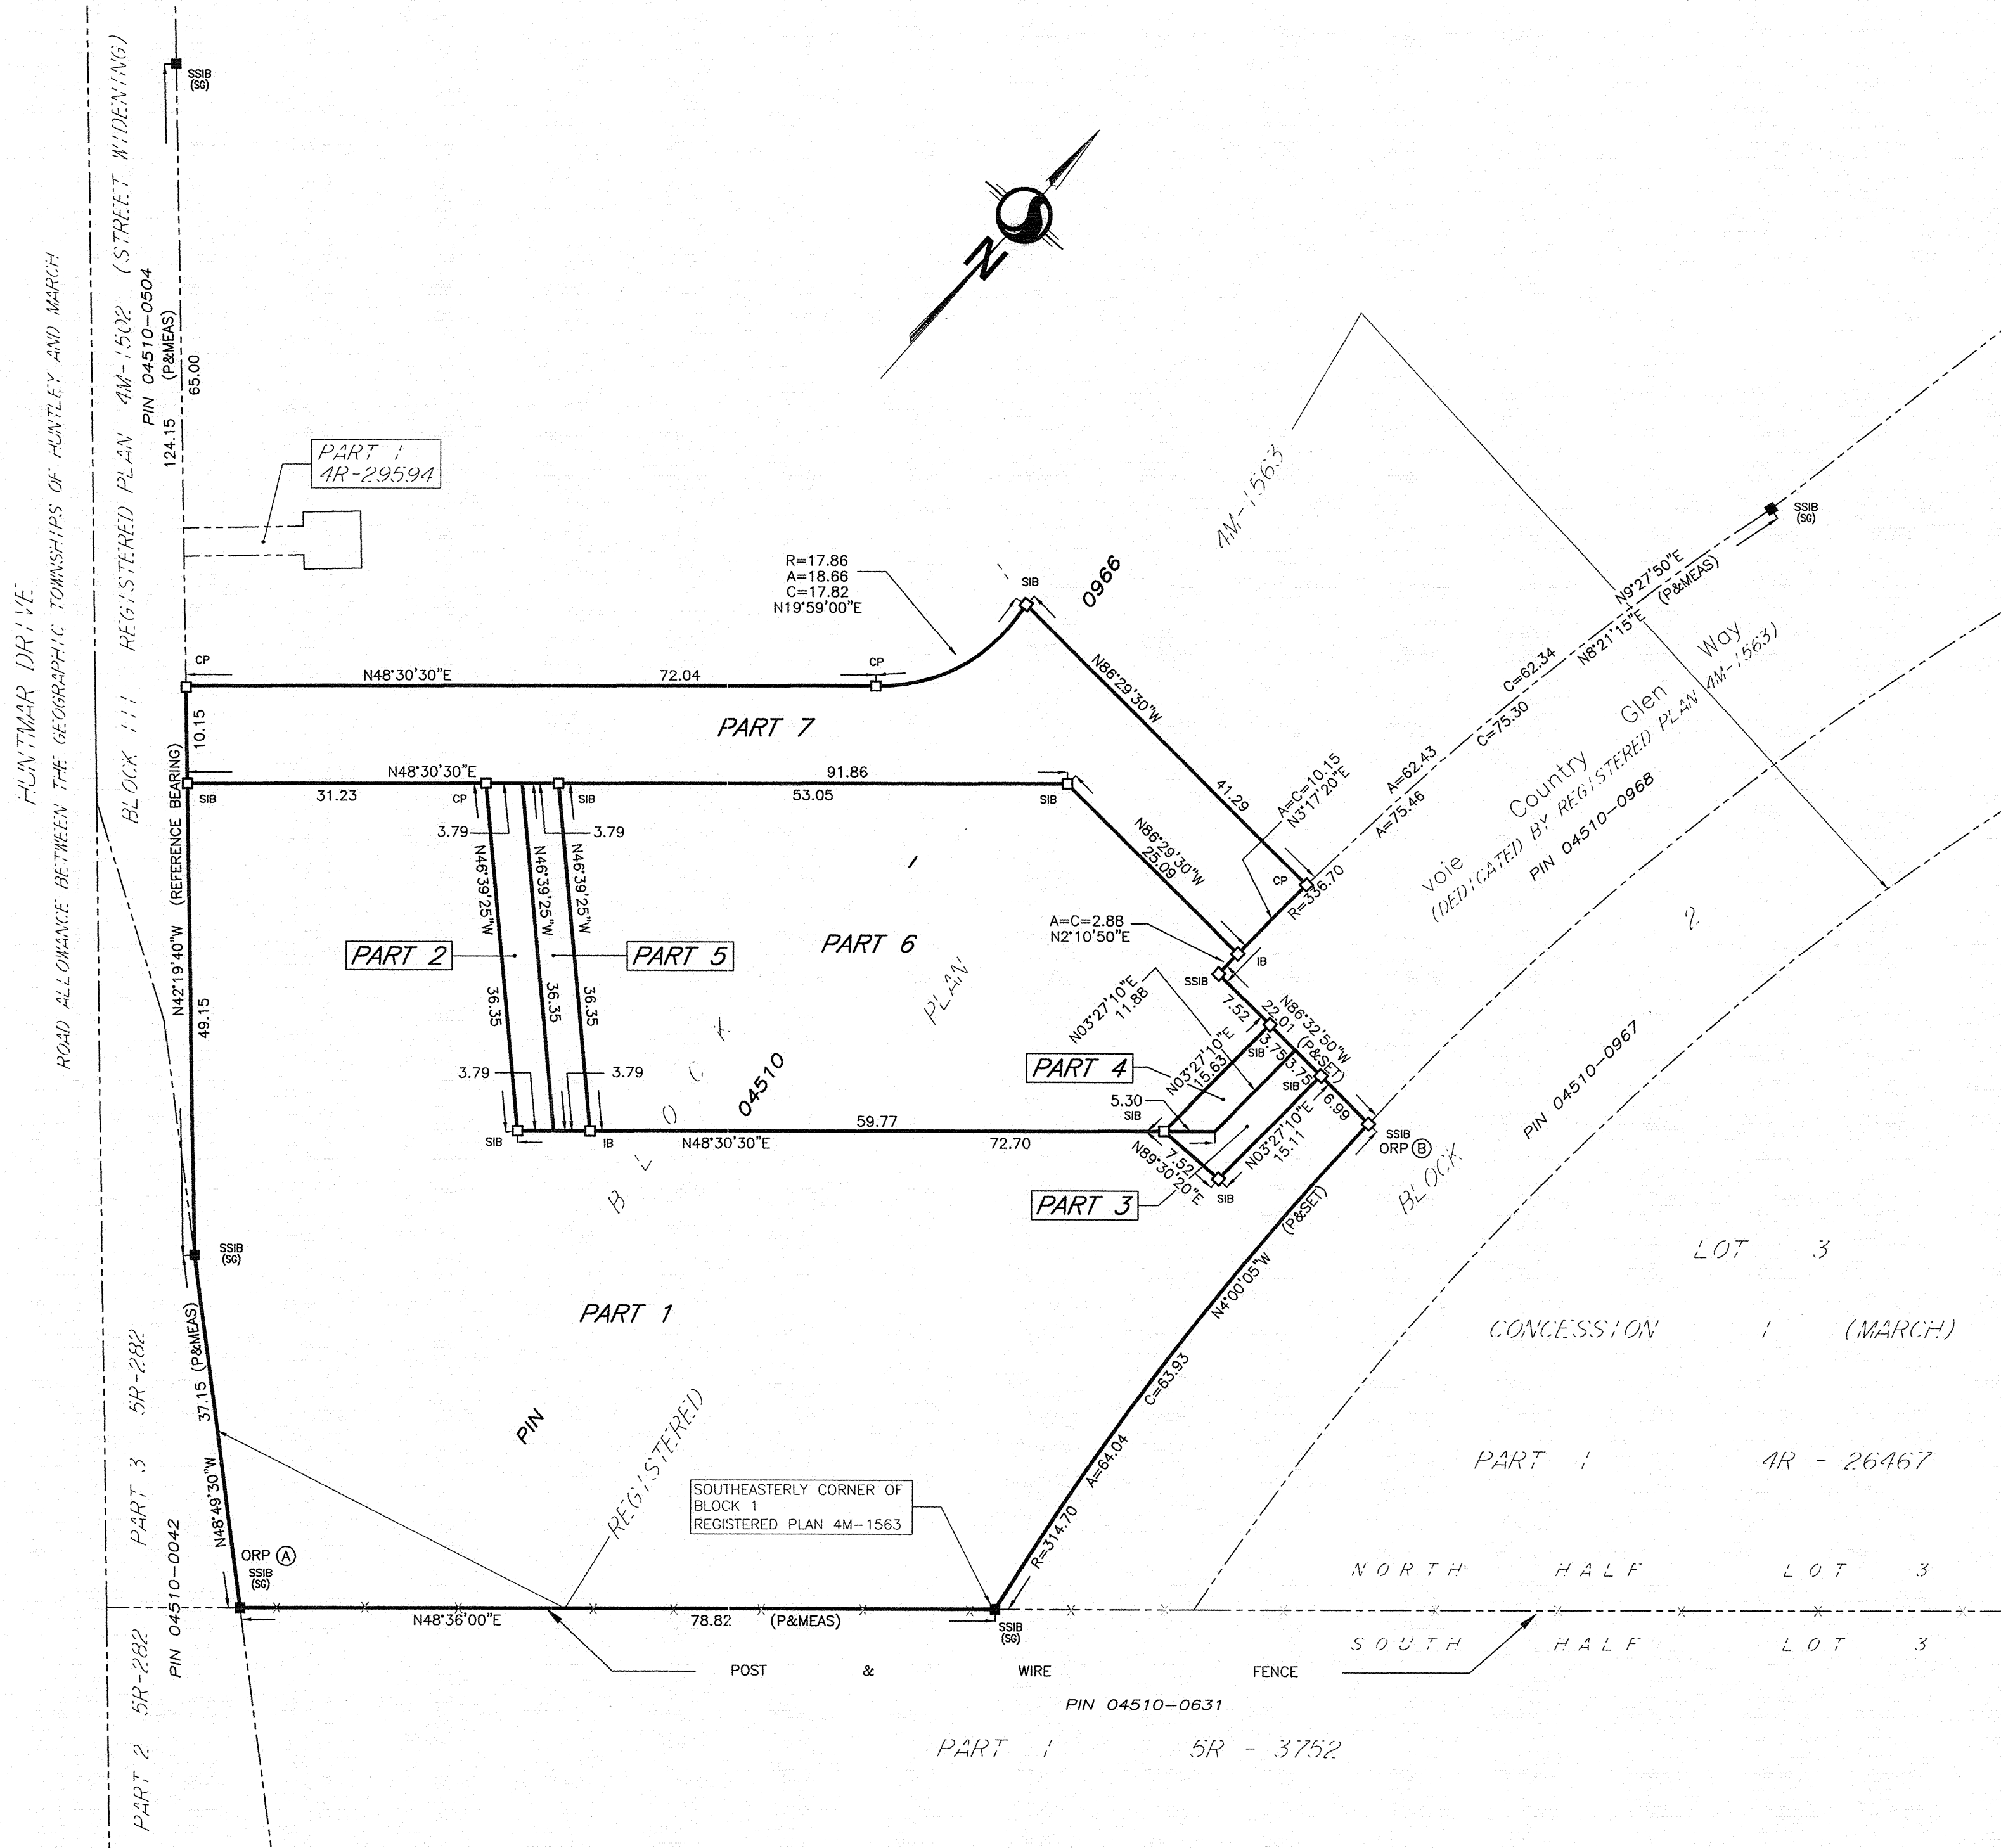 SSIB
(SG)
HUNTMAR DRIVE
ROAD ALLOWANCE BETWEEN THE GEOGRAPHIC TOWNSHIPS OF HUNTLEY AND MARCH
BLOCK 111 REGISTERED PLAN 4M-1502 (STREET WIDENING)
PIN 04510-0504
(P&MEAS)
124.15
65.00
PART 1
4R-29594
N
4M-1563
SSIB
(SG)
N9°27'50"E
(P&MEAS)
N8°21'15"E
C=62.34
C=75.30
A=62.43
A=75.46
voie Country Glen Way
(DEDICATED BY REGISTERED PLAN 4M-1563)
PIN 04510-0968
R=17.86
A=18.66
C=17.82
N19°59'00"E
SIB
0966
CP
N48°30'30"E
72.04
CP
N86°29'30"W
41.29
PART 7
10.15
A=C=10.15
N3°17'20"E
CP
R=336.70
N42°19'40"W (REFERENCE BEARING)
49.15
SIB
N48°30'30"E
31.23
CP
SIB
91.86
53.05
SIB
3.79
3.79
N46°39'25"W
N46°39'25"W
N46°39'25"W
36.35
36.35
36.35
N86°29'30"W
25.09
PART 2
PART 5
PART 6
A=C=2.88
N2°10'50"E
IB
SSIB
7.52
N86°32'50"W
22.01 (P&SET)
N03°27'10"E
11.88
N03°27'10"E
15.63
SIB
3.75
3.75
SIB
6.99
PART 4
5.30
SIB
PLAN
BLOCK 1
04510
3.79
3.79
SIB
IB
N48°30'30"E
59.77
72.70
7.52
N89°30'20"E
N03°27'10"E
15.11
SIB
PART 3
SSIB
ORP B
BLOCK 2
PIN 04510-0967
SSIB
(SG)
37.15 (P&MEAS)
N48°49'30"W
PART 1
N4°00'05"W
(P&SET)
C=63.93
A=64.04
R=314.70
LOT 3
CONCESSION 1 (MARCH)
PART 1 4R - 26467
PIN
REGISTERED
PART 3 5R-282
PIN 04510-0042
PART 2 5R-282
SOUTHEASTERLY CORNER OF
BLOCK 1
REGISTERED PLAN 4M-1563
ORP A
SSIB
(SG)
N48°36'00"E
78.82 (P&MEAS)
SSIB
(SG)
NORTH HALF LOT 3
SOUTH HALF LOT 3
POST & WIRE FENCE
PIN 04510-0631
PART 1 5R - 3752